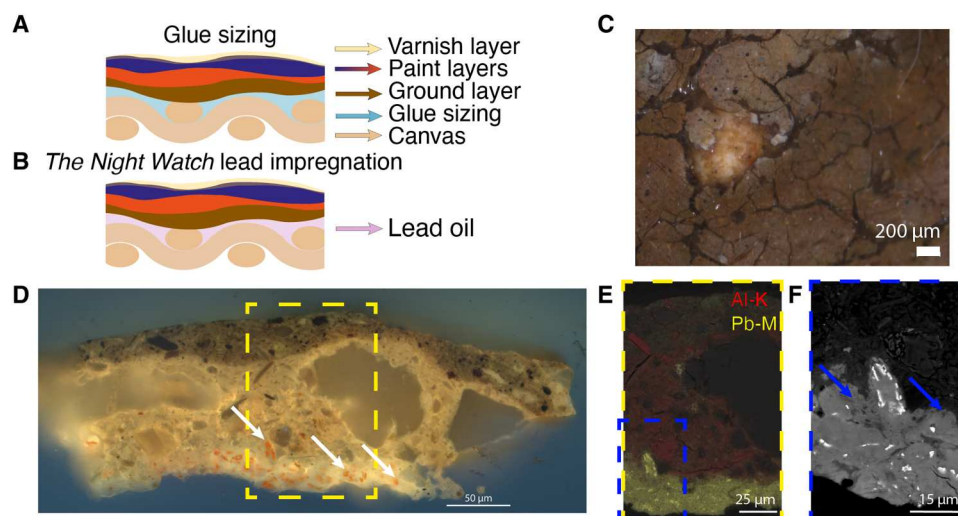 A
Glue sizing
Varnish layer
Paint layers
Ground layer
Glue sizing
Canvas
B The Night Watch lead impregnation
Lead oil
C
200 µm
D
50 µm
E
Al-K
Pb-M
25 µm
F
15 µm